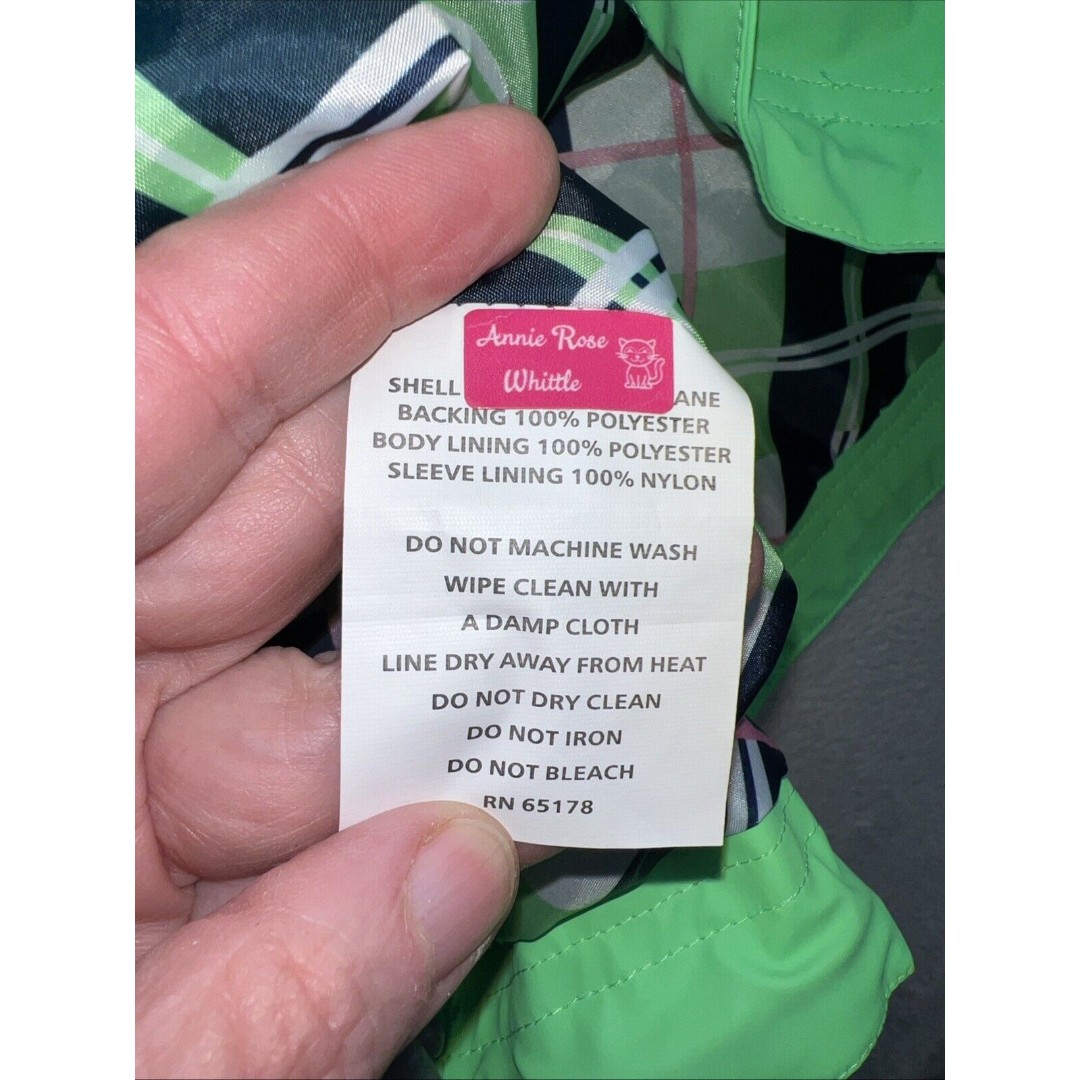 Annie Rose
Whittle
SHELL
BACKING 100% POLYESTER
BODY LINING 100% POLYESTER
SLEEVE LINING 100% NYLON
DO NOT MACHINE WASH
WIPE CLEAN WITH
A DAMP CLOTH
LINE DRY AWAY FROM HEAT
DO NOT DRY CLEAN
DO NOT IRON
DO NOT BLEACH
RN 65178